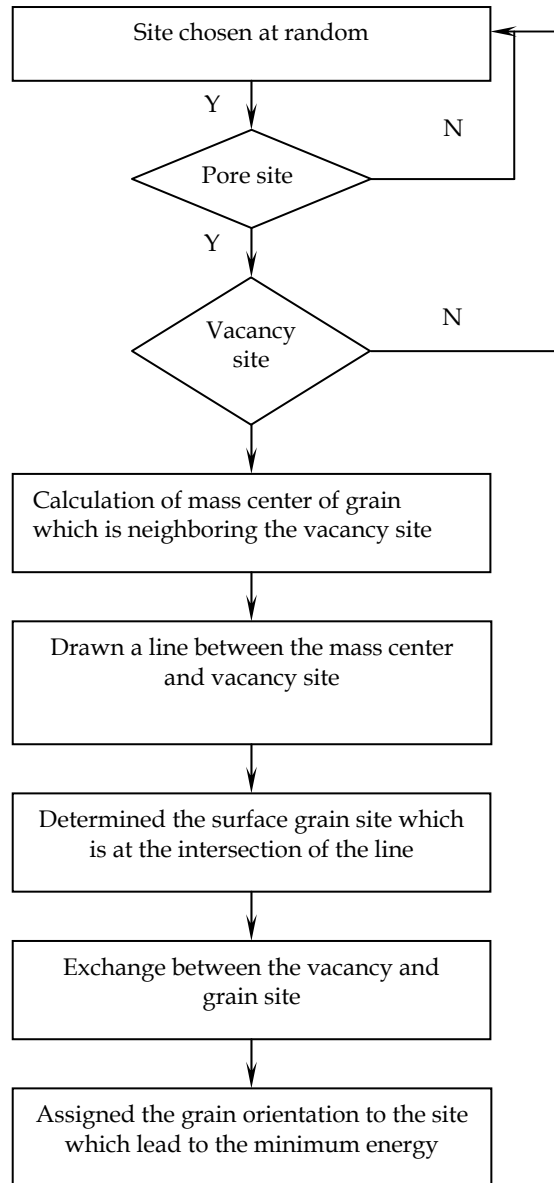 Site chosen at random
Y
N
Pore site
Y
N
Vacancy
site
Calculation of mass center of grain
which is neighboring the vacancy site
Drawn a line between the mass center
and vacancy site
Determined the surface grain site which
is at the intersection of the line
Exchange between the vacancy and
grain site
Assigned the grain orientation to the site
which lead to the minimum energy